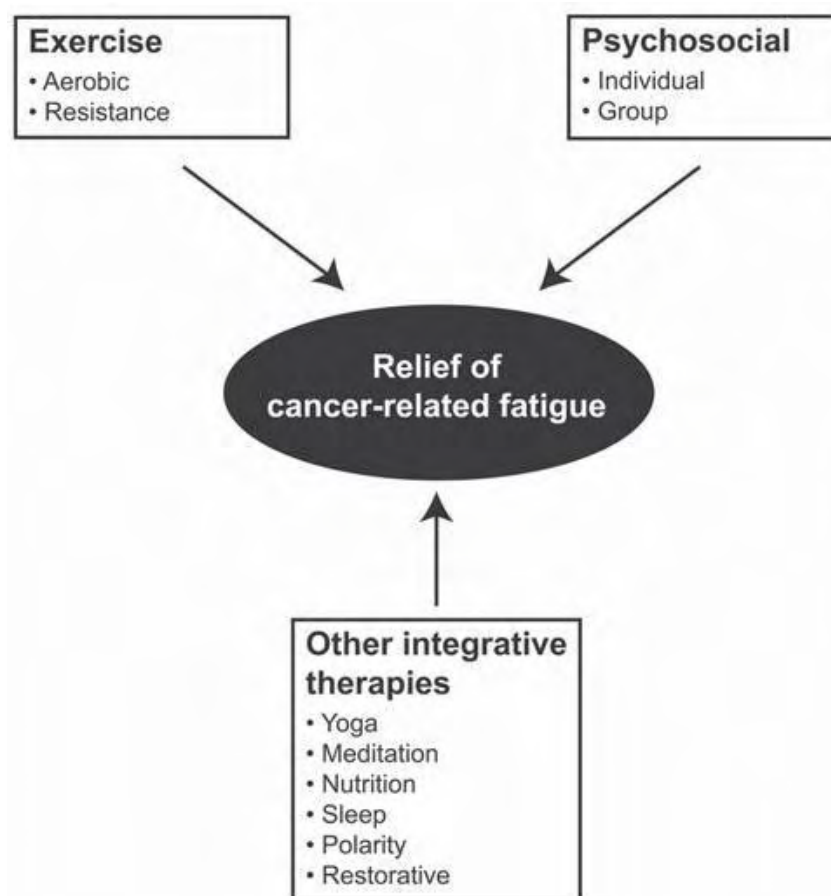 Exercise
• Aerobic
• Resistance
Psychosocial
• Individual
• Group
Relief of
cancer-related fatigue
Other integrative
therapies
• Yoga
• Meditation
• Nutrition
• Sleep
• Polarity
• Restorative